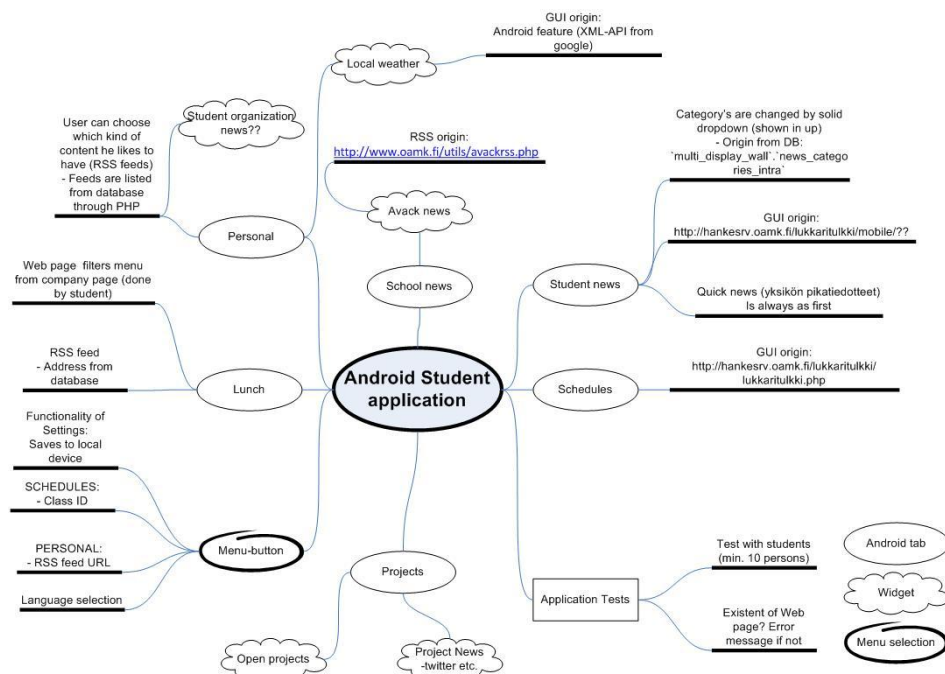 GUI origin:
Android feature (XML-API from
google)
Local weather
Student organization
news??
User can choose
which kind of
content he likes to
have (RSS feeds)
- Feeds are listed
from database
through PHP
Personal
RSS origin:
http://www.oamk.fi/utils/avackrss.php
Avack news
School news
Category's are changed by solid
dropdown (shown in up)
- Origin from DB:
`multi_display_wall`.`news_catego
ries_intra`
GUI origin:
http://hankesrv.oamk.fi/lukkaritulkki/mobile/??
Student news
Quick news (yksikön pikatiedotteet)
Is always as first
Web page filters menu
from company page (done
by student)
RSS feed
- Address from
database
Lunch
Android Student
application
Schedules
GUI origin:
http://hankesrv.oamk.fi/lukkaritulkki/
lukkaritulkki.php
Functionality of
Settings:
Saves to local
device
SCHEDULES:
- Class ID
PERSONAL:
- RSS feed URL
Language selection
Menu-button
Projects
Open projects
Project News
-twitter etc.
Application Tests
Test with students
(min. 10 persons)
Existent of Web
page? Error
message if not
Android tab
Widget
Menu selection